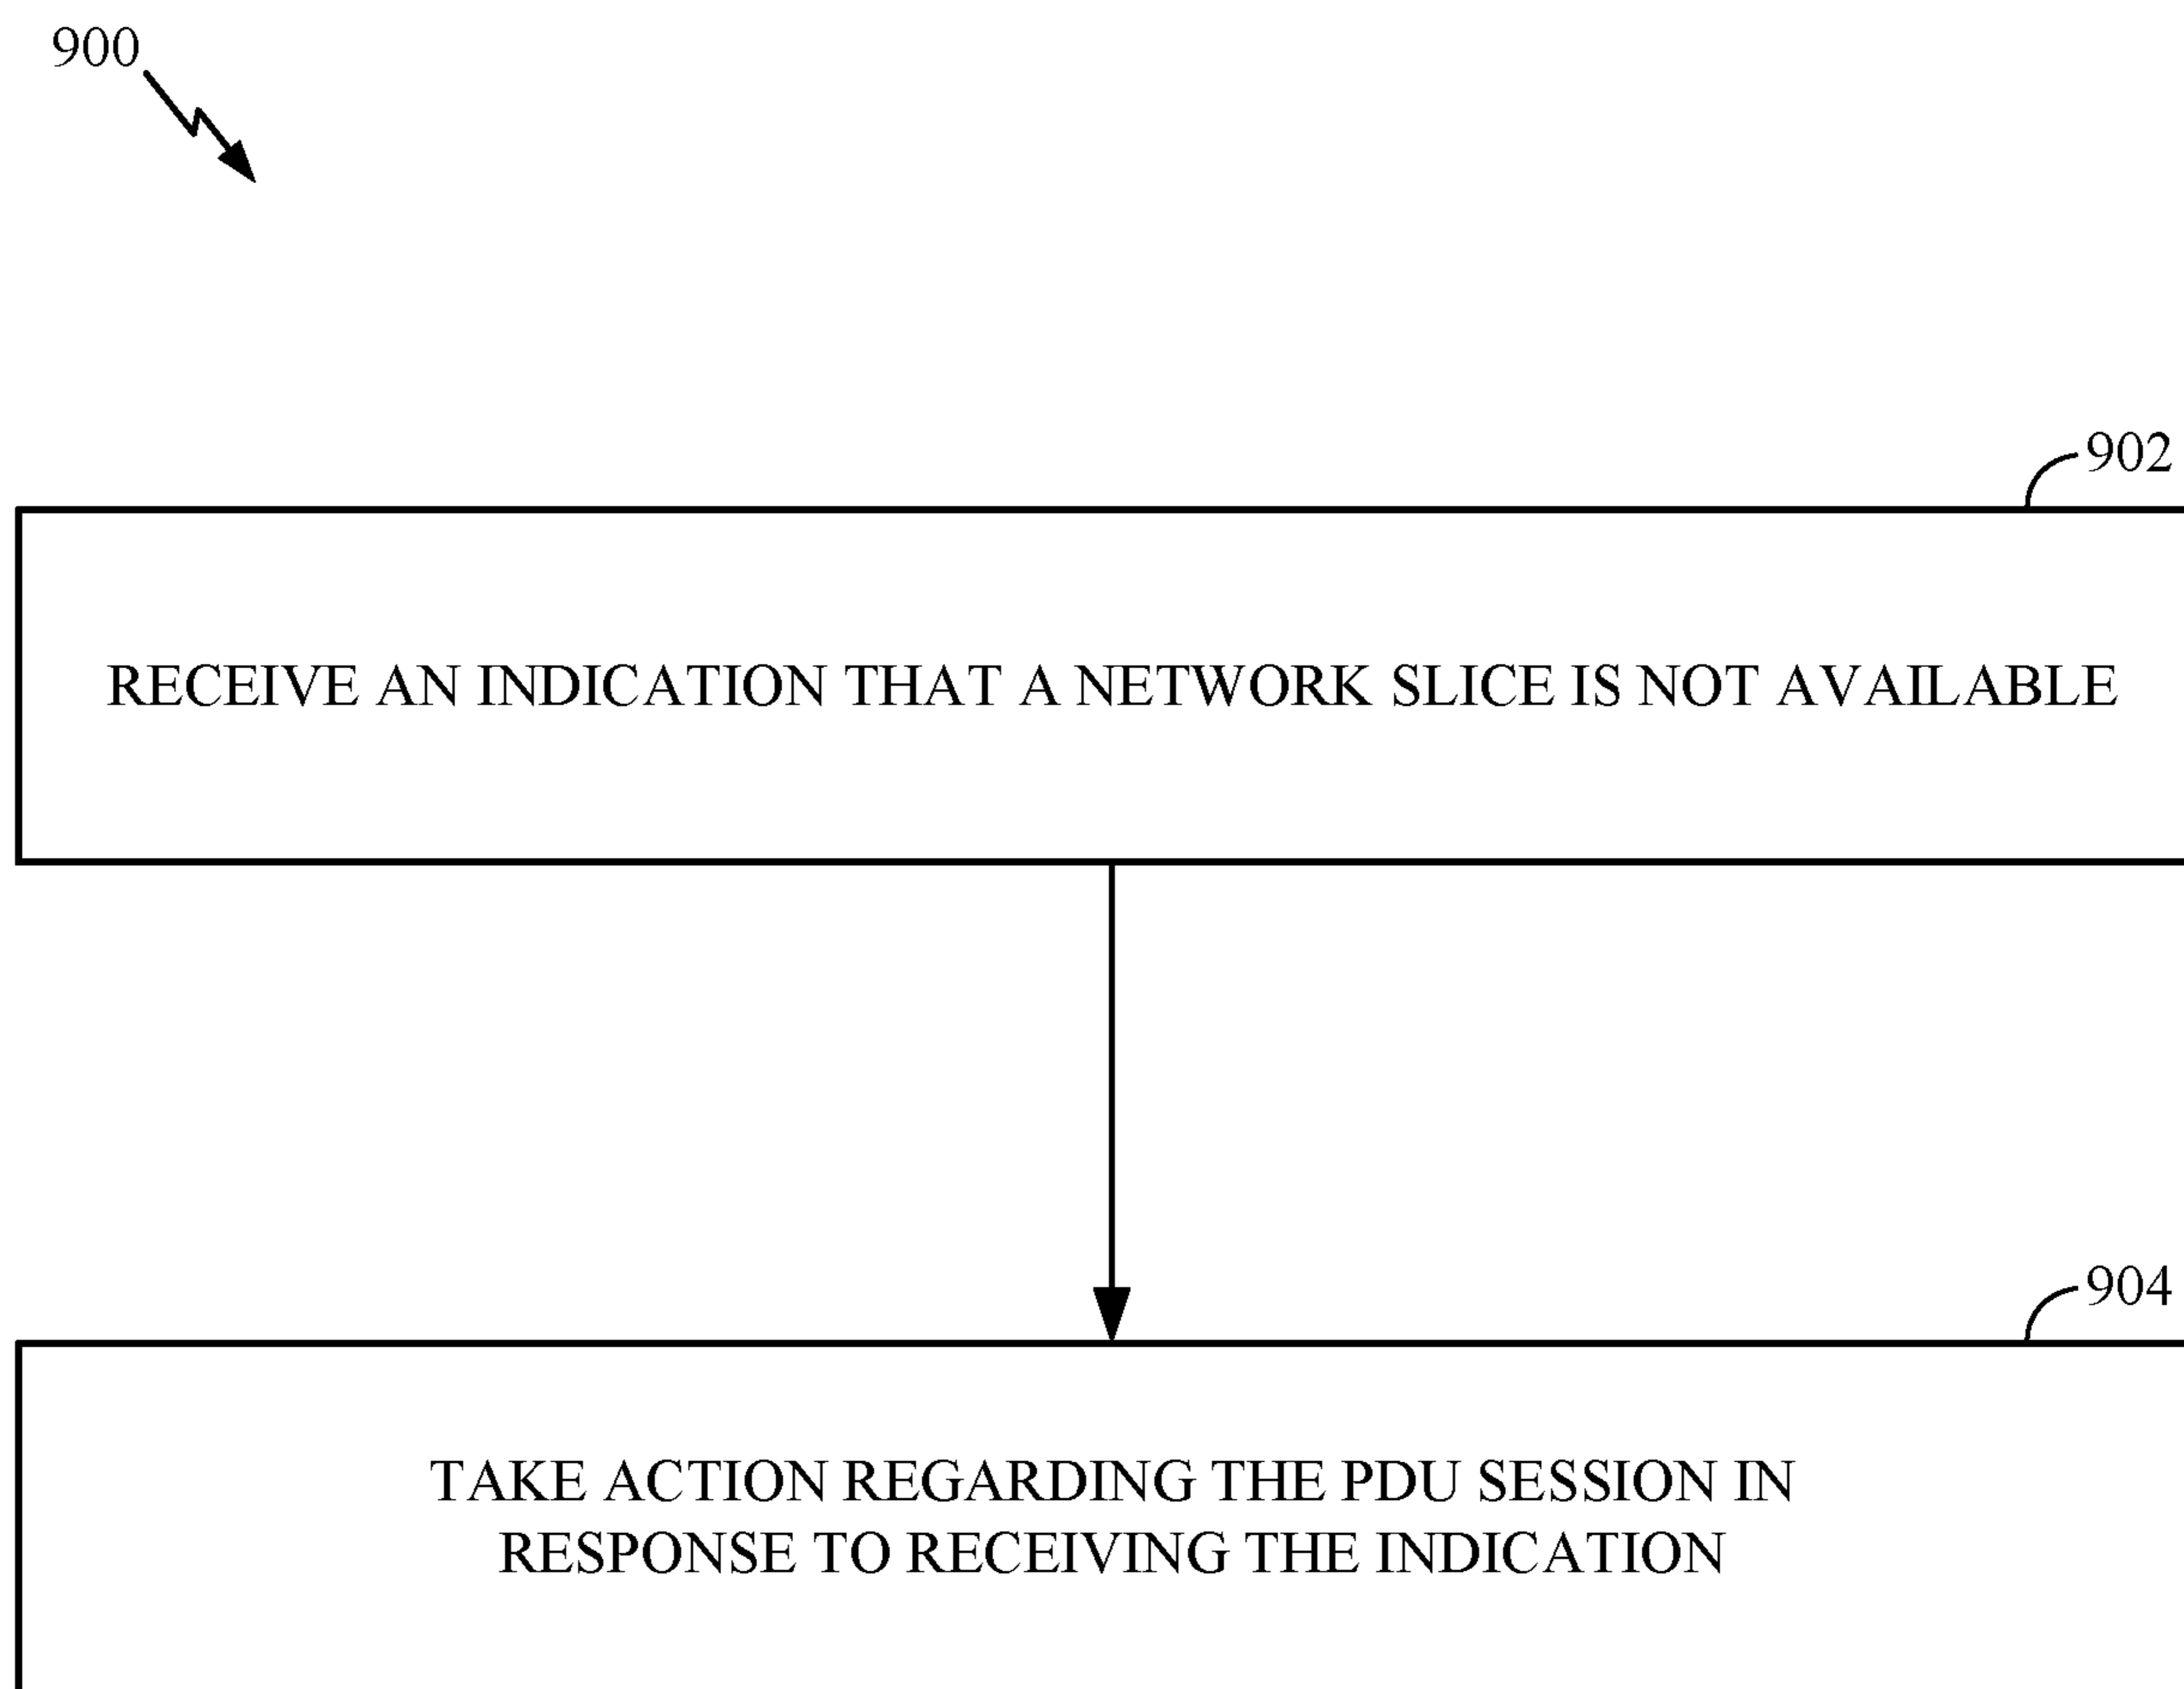 900
902
RECEIVE AN INDICATION THAT A NETWORK SLICE IS NOT AVAILABLE
904
TAKE ACTION REGARDING THE PDU SESSION IN
RESPONSE TO RECEIVING THE INDICATION